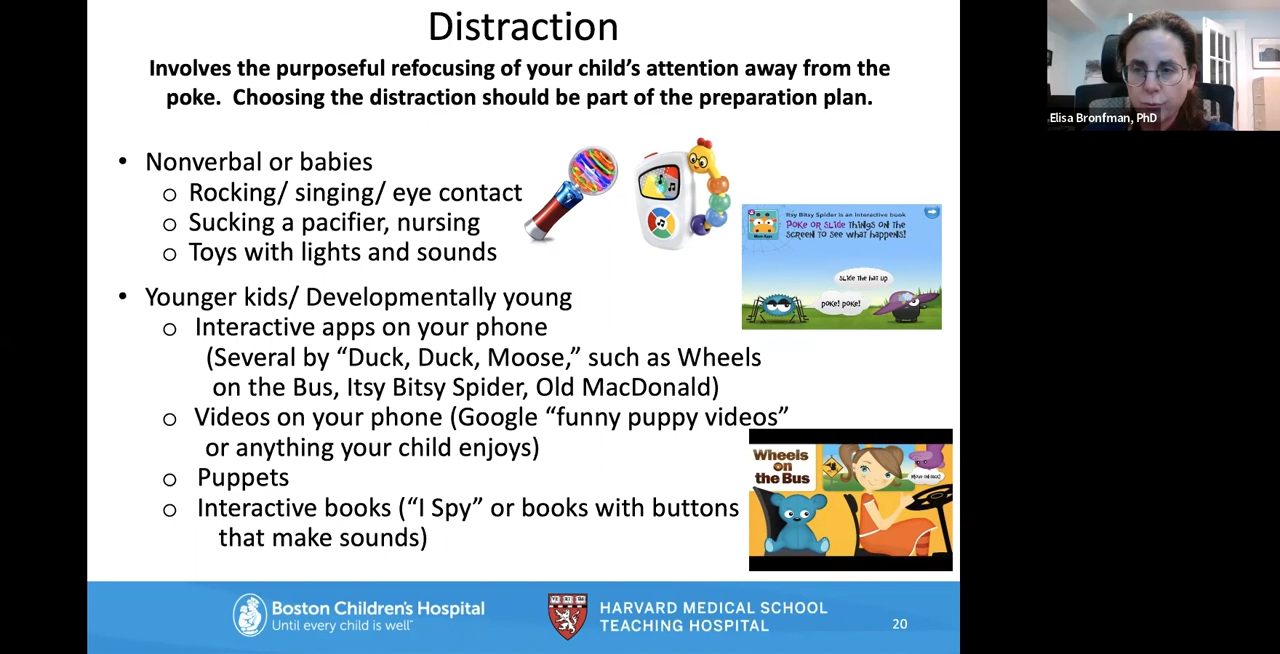 Distraction
Involves the purposeful refocusing of your child’s attention away from the
poke. Choosing the distraction should be part of the preparation plan.
• Nonverbal or babies
o Rocking/ singing/ eye contact
o Sucking a pacifier, nursing
o Toys with lights and sounds
• Younger kids/ Developmentally young
o Interactive apps on your phone
(Several by “Duck, Duck, Moose,” such as Wheels
on the Bus, Itsy Bitsy Spider, Old MacDonald)
o Videos on your phone (Google “funny puppy videos”
or anything your child enjoys)
o Puppets
o Interactive books (“I Spy” or books with buttons
that make sounds)
Itsy Bitsy Spider is an interactive book
POKE OR SLIDE THINGS ON THE
SCREEN TO SEE WHAT HAPPENS!
SLIDE THE HAT UP
POKE! POKE!
Wheels
on the
the Bus
Boston Children's Hospital
Until every child is well™
HARVARD MEDICAL SCHOOL
TEACHING HOSPITAL
20
Elisa Bronfman, PhD